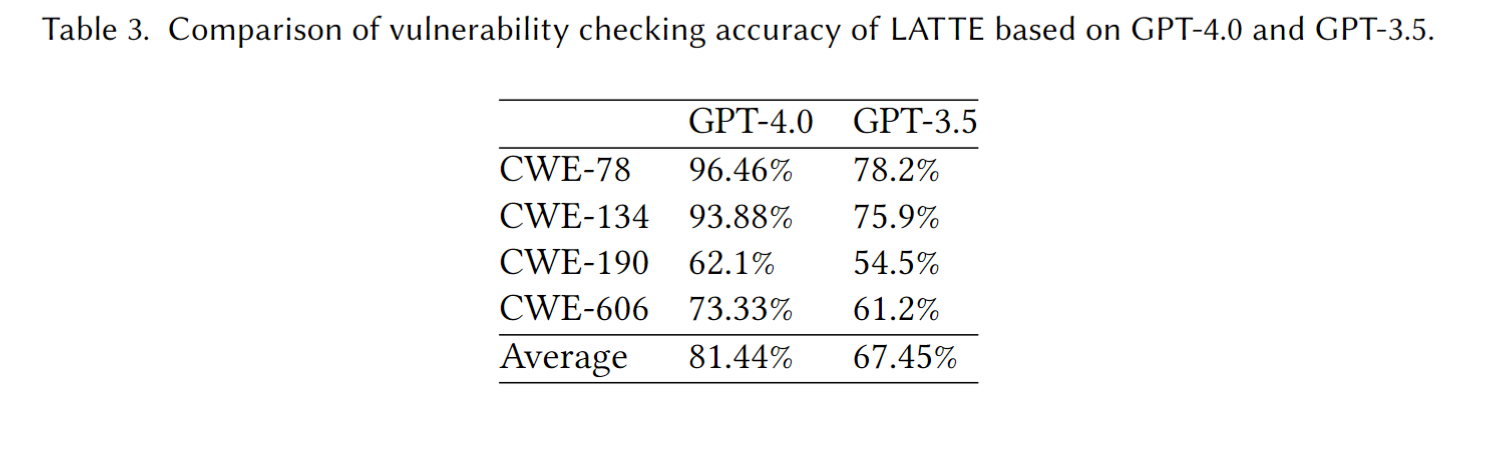 Table 3. Comparison of vulnerability checking accuracy of LATTE based on GPT-4.0 and GPT-3.5.
GPT-4.0 GPT-3.5
CWE-78 96.46% 78.2%
CWE-134 93.88% 75.9%
CWE-190 62.1% 54.5%
CWE-606 73.33% 61.2%
Average 81.44% 67.45%